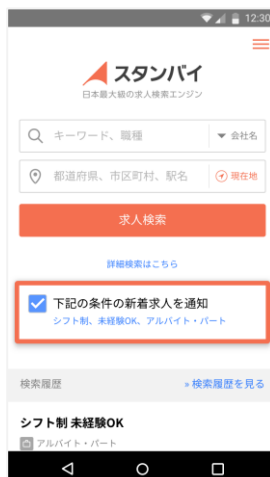 12:30
スタンバイ
日本最大級の求人検索エンジン
キーワード、職種
会社名
都道府県、市区町村、駅名
現在地
求人検索
詳細検索はこちら
下記の条件の新着求人を通知
シフト制、未経験OK、アルバイト・パート
検索履歴
» 検索履歴を見る
シフト制 未経験OK
アルバイト・パート